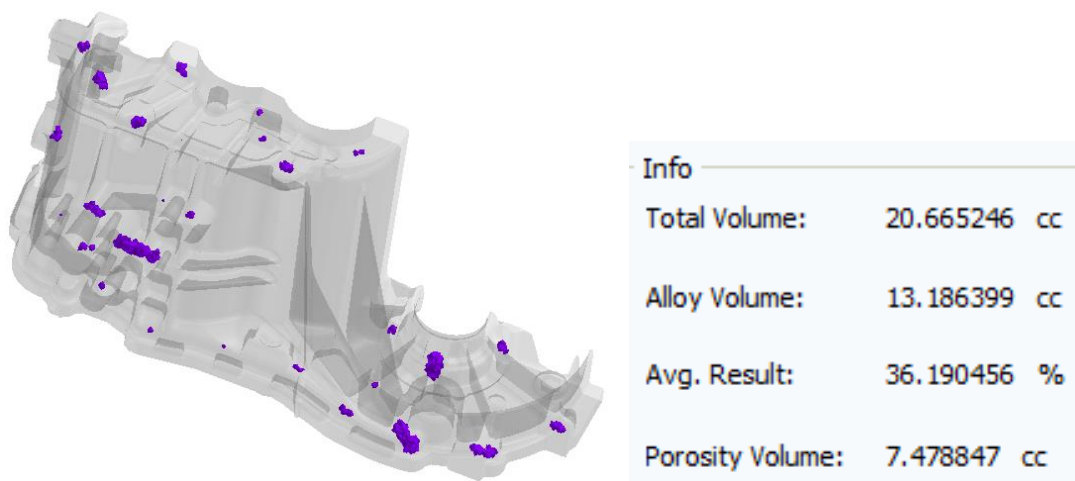 Info
Total Volume: 20.665246 cc
Alloy Volume: 13.186399 cc
Avg. Result: 36.190456 %
Porosity Volume: 7.478847 cc